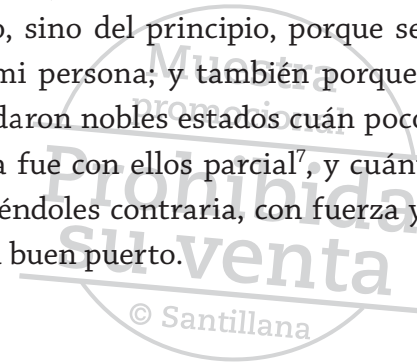 o, sino del principio, porque se
mi persona; y también porque
daron nobles estados cuán poco
a fue con ellos parcial⁷, y cuán
éndoles contraria, con fuerza y
buen puerto.
Muestra
promocional
Prohibida
su venta
© Santillana